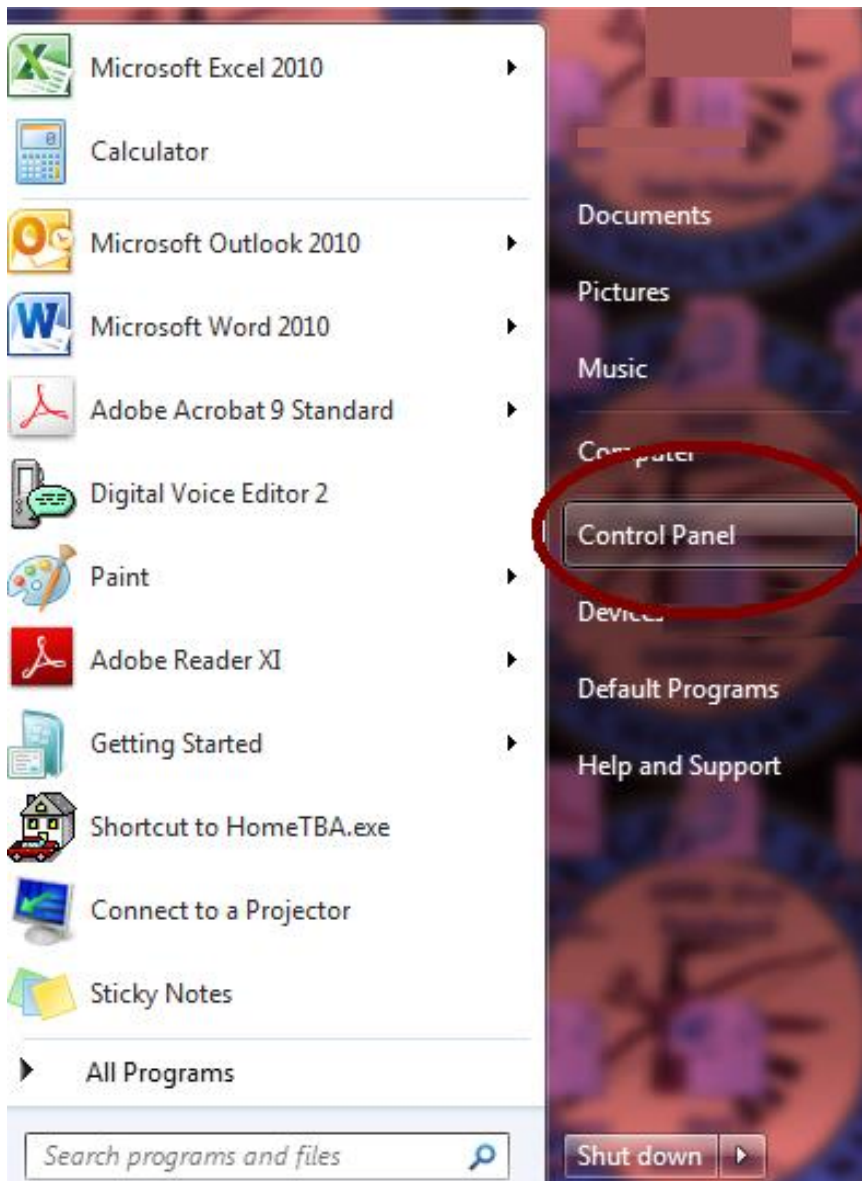 Microsoft Excel 2010
Calculator
Microsoft Outlook 2010
Microsoft Word 2010
Adobe Acrobat 9 Standard
Digital Voice Editor 2
Paint
Adobe Reader XI
Getting Started
Shortcut to HomeTBA.exe
Connect to a Projector
Sticky Notes
All Programs
Search programs and files
Documents
Pictures
Music
Computer
Control Panel
Devices
Default Programs
Help and Support
Shut down